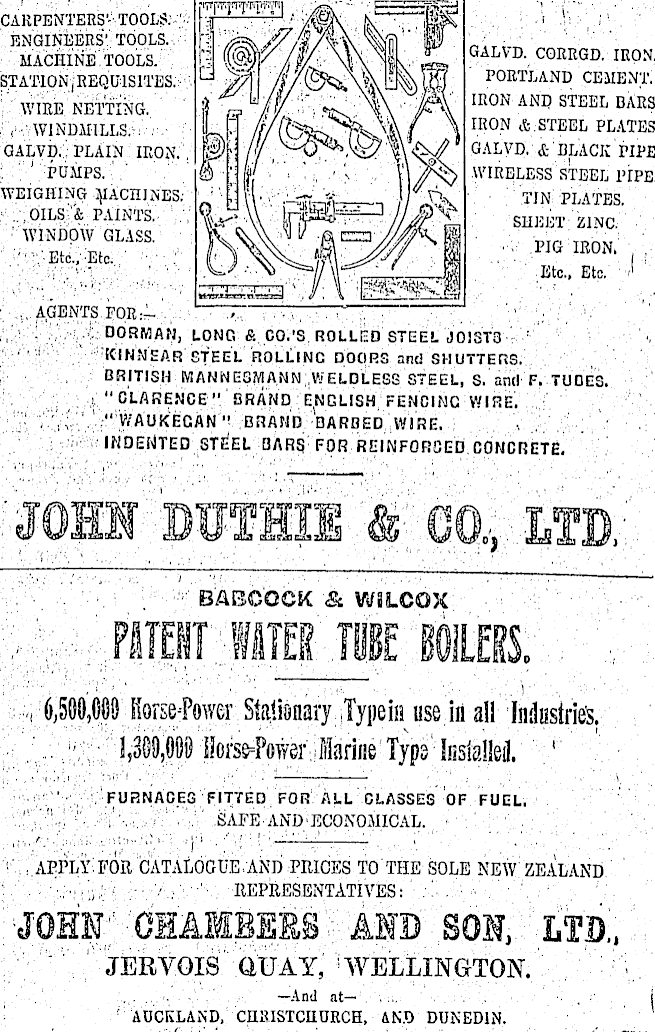 CARPENTERS' TOOLS.
ENGINEERS' TOOLS.
MACHINE TOOLS.
STATION REQUISITES.
WIRE NETTING.
WINDMILLS.
GALVD. PLAIN IRON.
PUMPS.
WEIGHING MACHINES.
OILS & PAINTS.
WINDOW GLASS.
Etc., Etc.
GALVD. CORRGD. IRON.
PORTLAND CEMENT.
IRON AND STEEL BARS
IRON & STEEL PLATES
GALVD. & BLACK PIPE
WIRELESS STEEL PIPE
TIN PLATES.
SHEET ZINC.
PIG IRON.
Etc., Etc.
AGENTS FOR:—
DORMAN, LONG & CO.'S ROLLED STEEL JOISTS
KINNEAR STEEL ROLLING DOORS and SHUTTERS.
BRITISH MANNESMANN WELDLESS STEEL, S. and F. TUBES.
"CLARENCE" BRAND ENGLISH FENCING WIRE.
"WAUKEGAN" BRAND BARBED WIRE.
INDENTED STEEL BARS FOR REINFORCED CONCRETE.
JOHN DUTHIE & CO., LTD.
BABCOCK & WILCOX
PATENT WATER TUBE BOILERS.
6,500,000 Horse-Power Stationary Type in use in all Industries.
1,300,000 Horse-Power Marine Type Installed.
FURNACES FITTED FOR ALL CLASSES OF FUEL.
SAFE AND ECONOMICAL.
APPLY FOR CATALOGUE AND PRICES TO THE SOLE NEW ZEALAND
REPRESENTATIVES:
JOHN CHAMBERS AND SON, LTD.,
JERVOIS QUAY, WELLINGTON.
—And at—
AUCKLAND, CHRISTCHURCH, AND DUNEDIN.